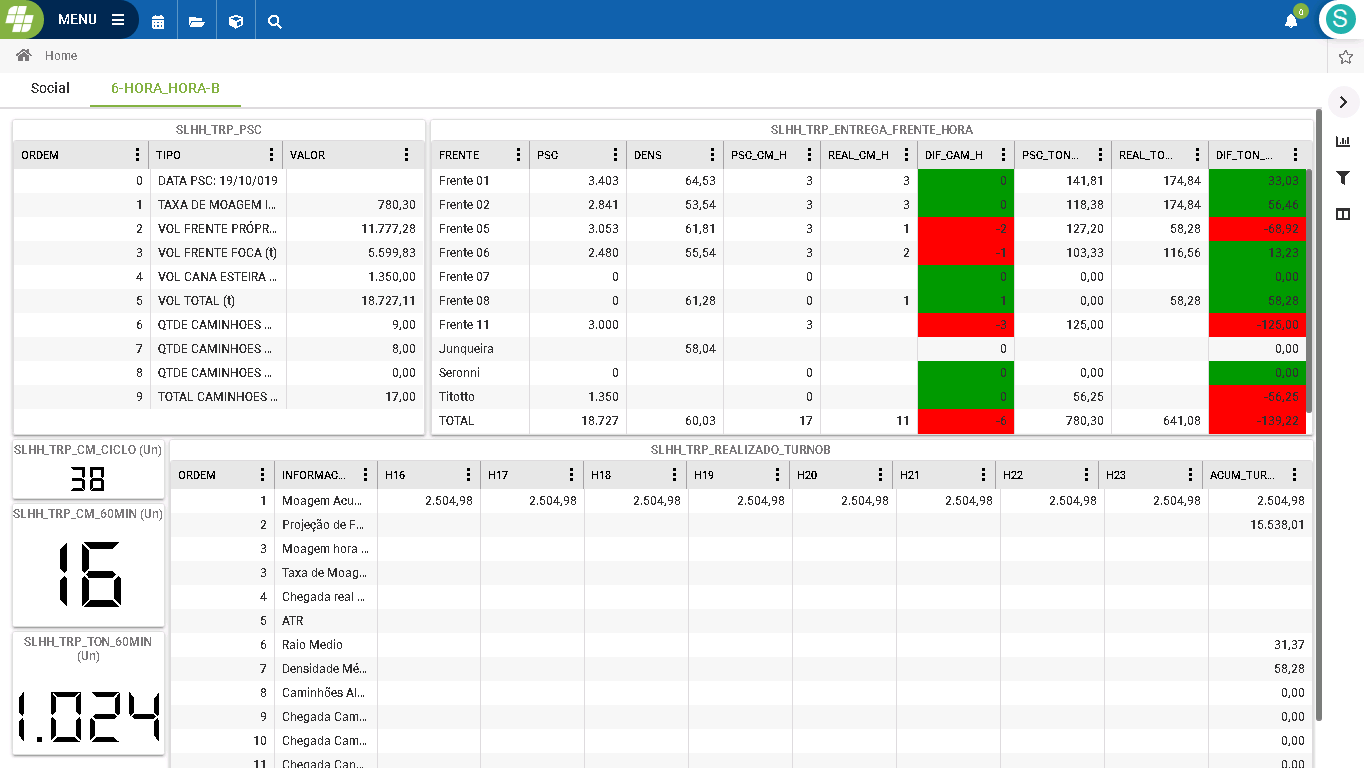 MENU
0
S
Home
Social 6-HORA_HORA-B
SLHH_TRP_PSC
ORDEM TIPO VALOR
0 DATA PSC: 19/10/019
1 TAXA DE MOAGEM I... 780,30
2 VOL FRENTE PRÓPR... 11.777,28
3 VOL FRENTE FOCA (t) 5.599,83
4 VOL CANA ESTEIRA ... 1.350,00
5 VOL TOTAL (t) 18.727,11
6 QTDE CAMINHOES ... 9,00
7 QTDE CAMINHOES ... 8,00
8 QTDE CAMINHOES ... 0,00
9 TOTAL CAMINHOES ... 17,00
SLHH_TRP_ENTREGA_FRENTE_HORA
FRENTE PSC DENS PSC_CM_H REAL_CM_H DIF_CAM_H PSC_TON... REAL_TO... DIF_TON_...
Frente 01 3.403 64,53 3 3 0 141,81 174,84 33,03
Frente 02 2.841 53,54 3 3 0 118,38 174,84 56,46
Frente 05 3.053 61,81 3 1 -2 127,20 58,28 -68,92
Frente 06 2.480 55,54 3 2 -1 103,33 116,56 13,23
Frente 07 0 0 0 0 0,00 0,00
Frente 08 0 61,28 0 1 1 0,00 58,28 58,28
Frente 11 3.000 3 -3 125,00 -125,00
Junqueira 58,04 0 0,00
Seronni 0 0 0 0 0,00 0,00
Titotto 1.350 0 0 56,25 -56,25
TOTAL 18.727 60,03 17 11 -6 780,30 641,08 -139,22
SLHH_TRP_CM_CICLO (Un)
38
SLHH_TRP_CM_60MIN (Un)
16
SLHH_TRP_TON_60MIN
(Un)
1.024
SLHH_TRP_REALIZADO_TURNOB
ORDEM INFORMAC... H16 H17 H18 H19 H20 H21 H22 H23 ACUM_TUR...
1 Moagem Acu... 2.504,98 2.504,98 2.504,98 2.504,98 2.504,98 2.504,98 2.504,98 2.504,98 2.504,98
2 Projeção de F... 15.538,01
3 Moagem hora ...
3 Taxa de Moag...
4 Chegada real ...
5 ATR
6 Raio Medio 31,37
7 Densidade Mé... 58,28
8 Caminhões Al... 0,00
9 Chegada Cam... 0,00
10 Chegada Cam... 0,00
11 Chegada Can... 0,00